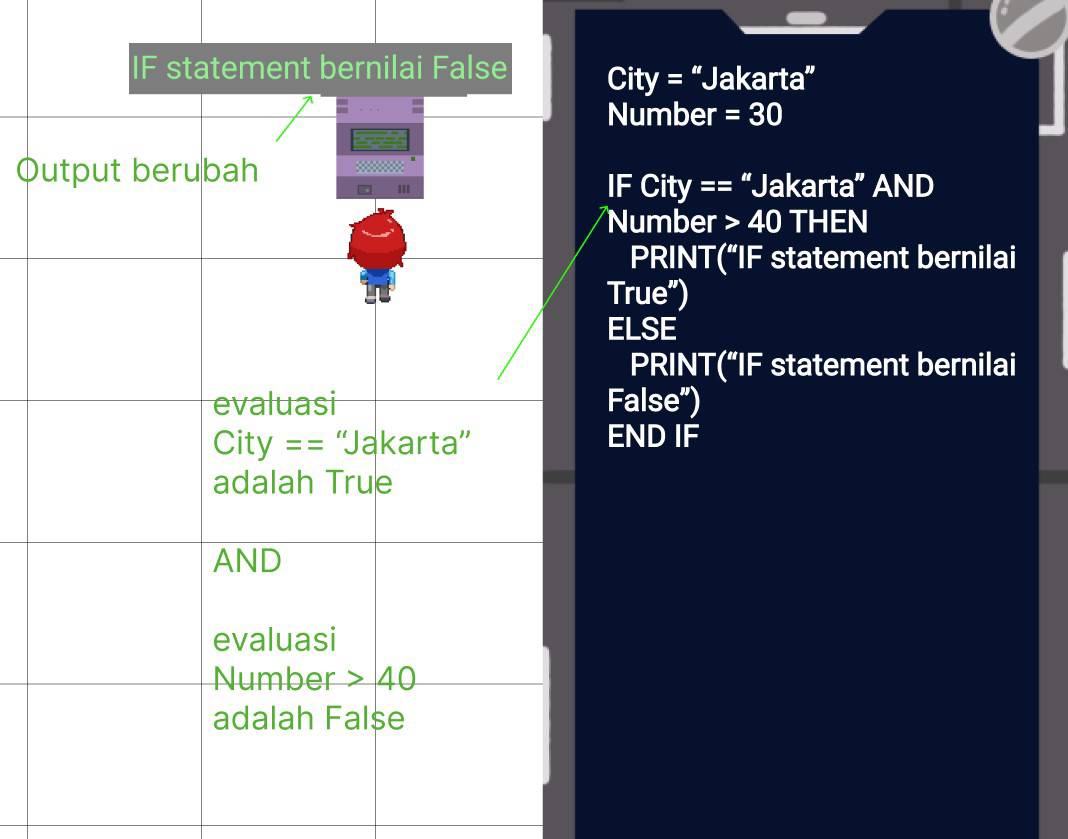 IF statement bernilai False
Output berubah
evaluasi
City == “Jakarta”
adalah True
AND
evaluasi
Number > 40
adalah False
City = “Jakarta”
Number = 30
IF City == “Jakarta” AND
Number > 40 THEN
PRINT(“IF statement bernilai
True”)
ELSE
PRINT(“IF statement bernilai
False”)
END IF